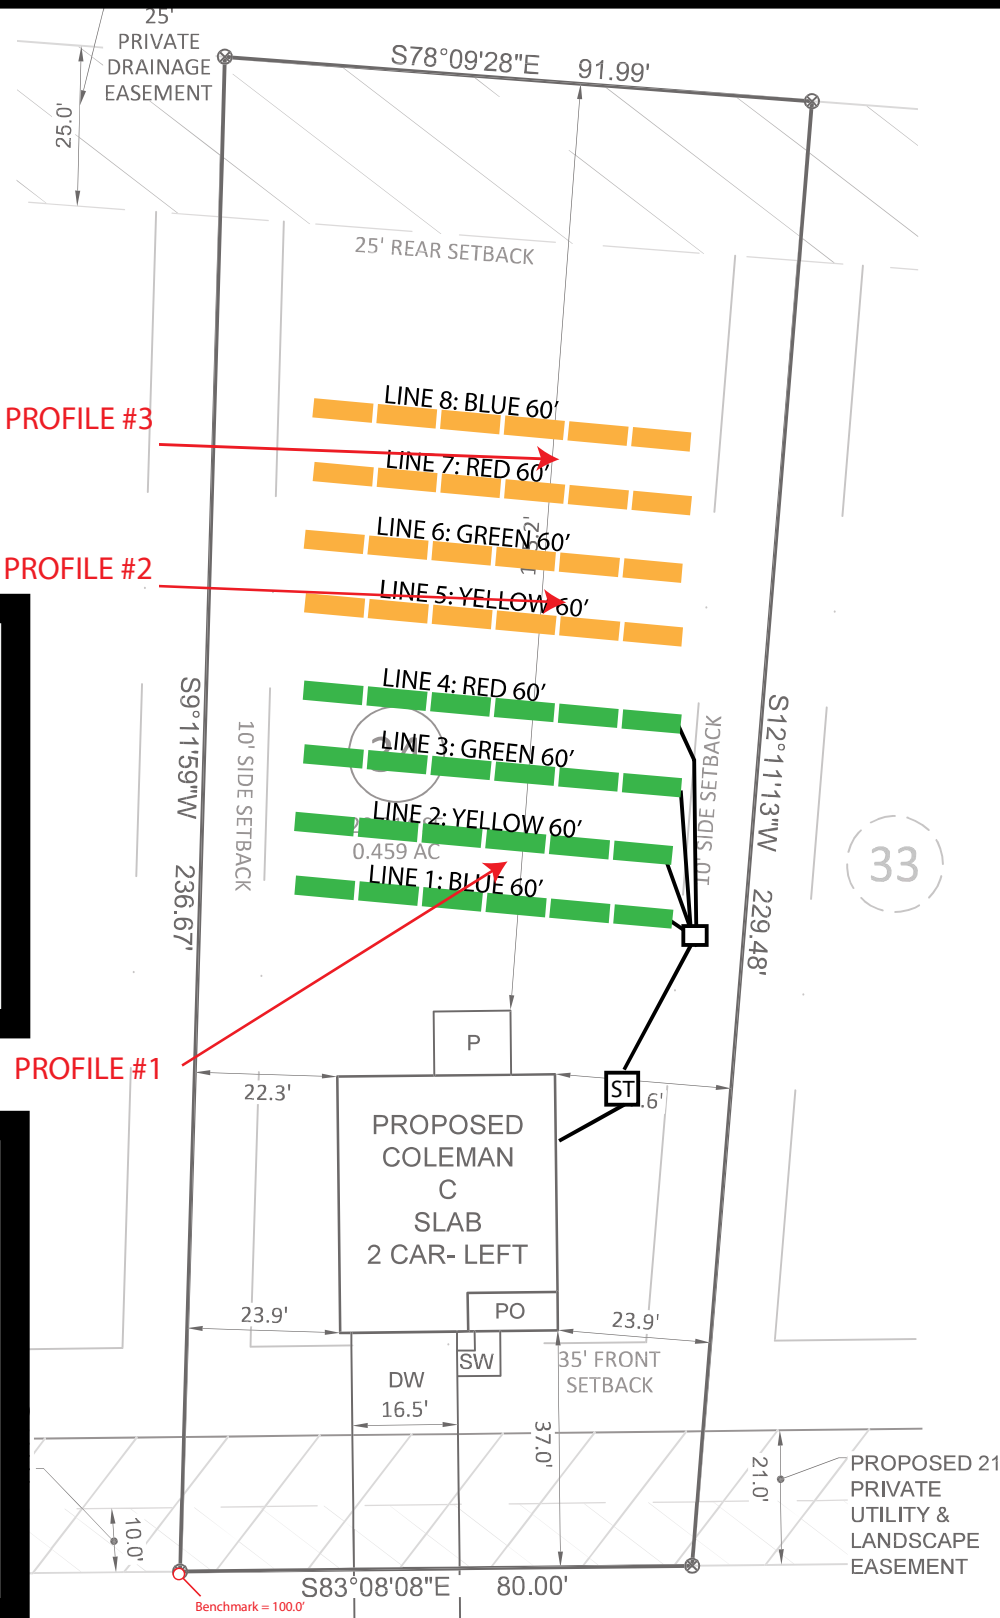 25'
PRIVATE
DRAINAGE
EASEMENT
S78°09'28"E 91.99'
25.0'
25' REAR SETBACK
LINE 8: BLUE 60'
PROFILE #3
LINE 7: RED 60'
LINE 6: GREEN 60'
PROFILE #2
LINE 5: YELLOW 60'
LINE 4: RED 60'
LINE 3: GREEN 60'
LINE 2: YELLOW 60'
0.459 AC
LINE 1: BLUE 60'
S9°11'59"W 236.67'
10' SIDE SETBACK
10' SIDE SETBACK
S12°11'13"W 229.48'
33
P
PROFILE #1
ST
22.3'
.6'
PROPOSED
COLEMAN
C
SLAB
2 CAR- LEFT
PO
23.9'
23.9'
SW
35' FRONT
SETBACK
DW
16.5'
37.0'
21.0'
PROPOSED 21
PRIVATE
UTILITY &
LANDSCAPE
EASEMENT
10.0'
S83°08'08"E 80.00'
Benchmark = 100.0'